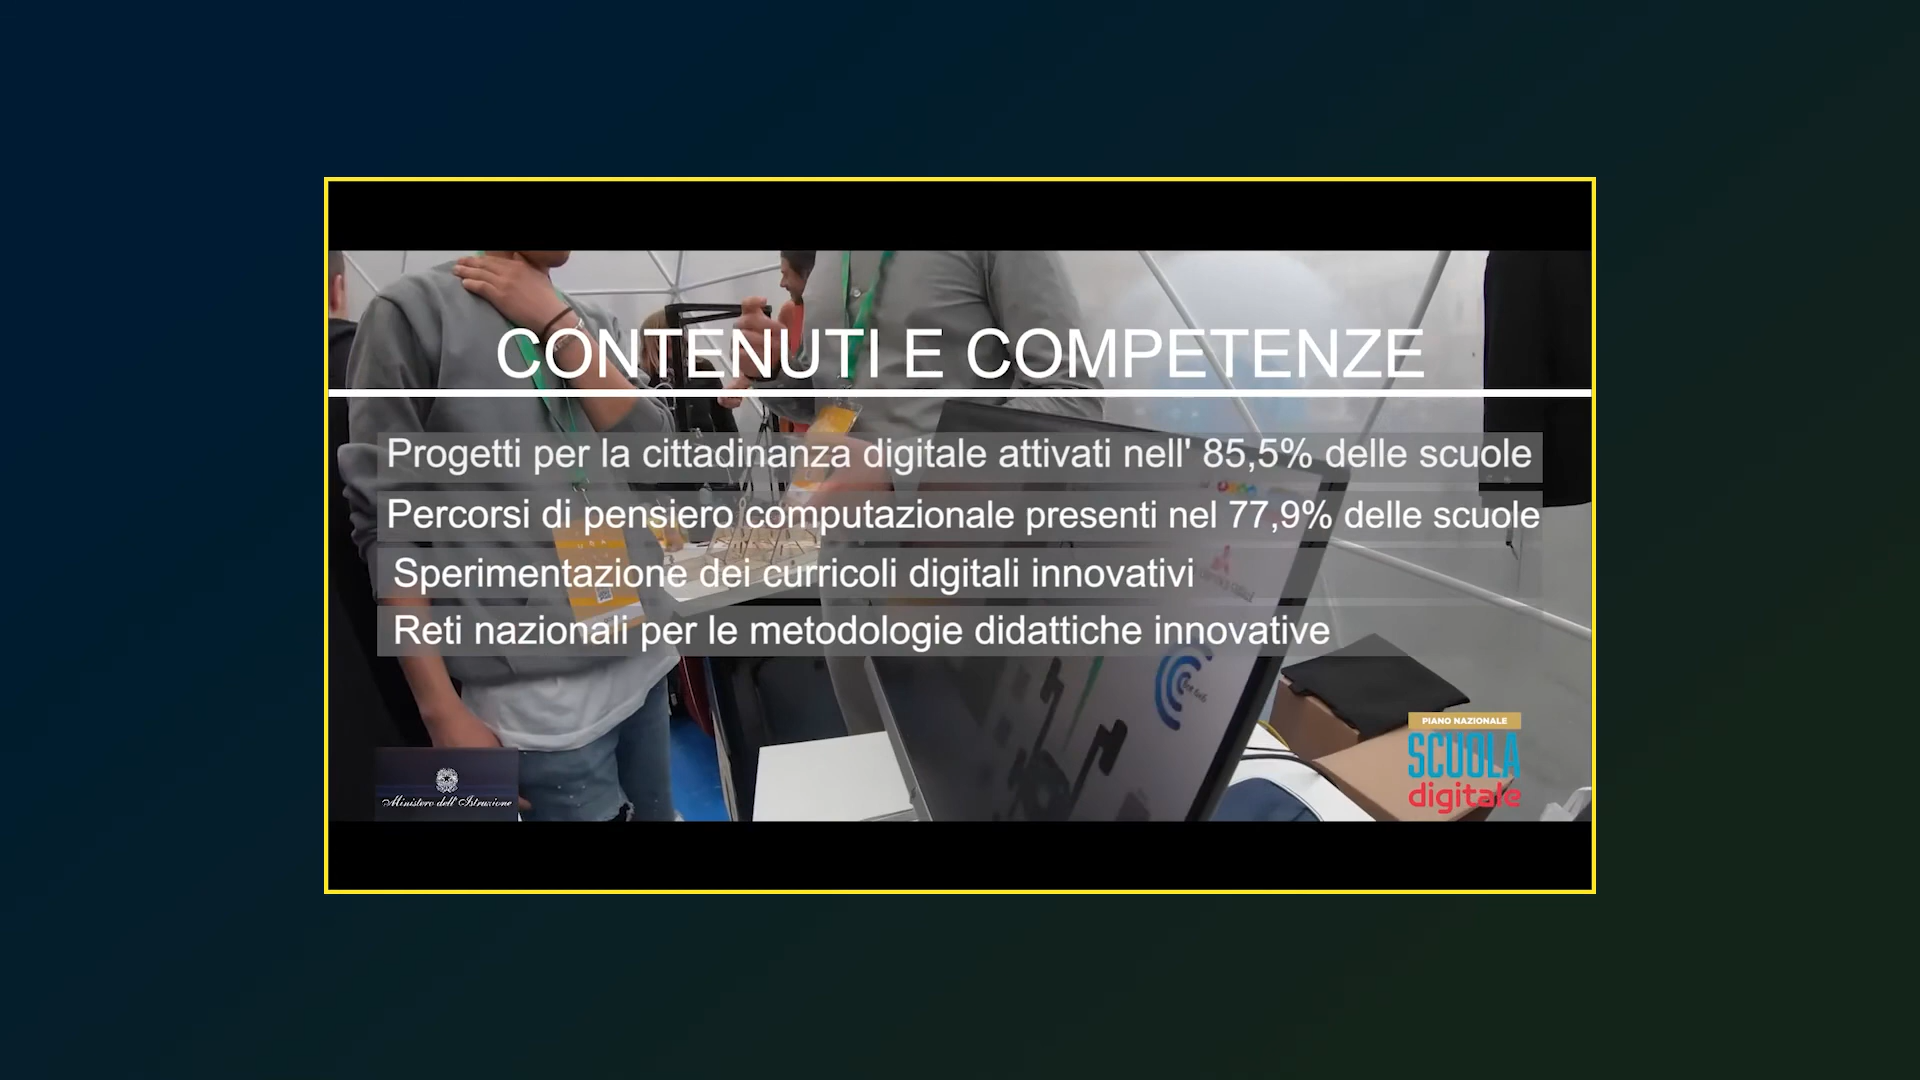 CONTENUTI E COMPETENZE
Progetti per la cittadinanza digitale attivati nell' 85,5% delle scuole
Percorsi di pensiero computazionale presenti nel 77,9% delle scuole
Sperimentazione dei curricoli digitali innovativi
Reti nazionali per le metodologie didattiche innovative
PIANO NAZIONALE
SCUOLA
digitale
Ministero dell'Istruzione